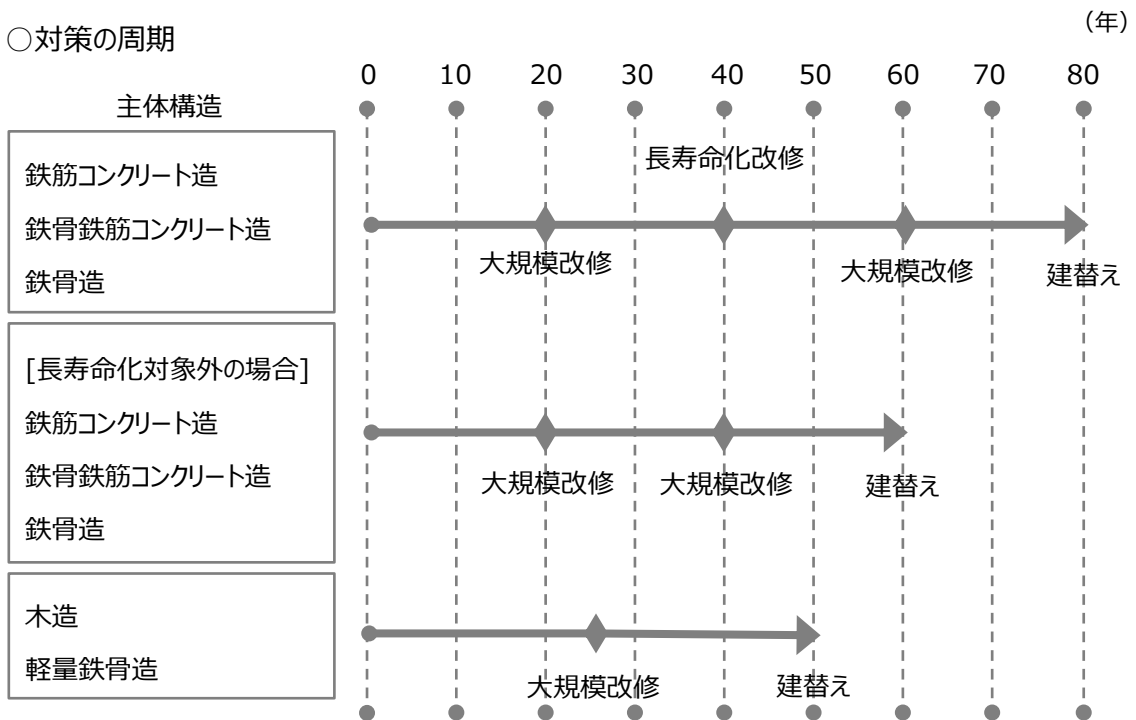 ○対策の周期
（年）
0 10 20 30 40 50 60 70 80
主体構造
鉄筋コンクリート造
鉄骨鉄筋コンクリート造
鉄骨造
長寿命化改修
大規模改修
大規模改修
建替え
[長寿命化対象外の場合]
鉄筋コンクリート造
鉄骨鉄筋コンクリート造
鉄骨造
大規模改修
大規模改修
建替え
木造
軽量鉄骨造
大規模改修
建替え